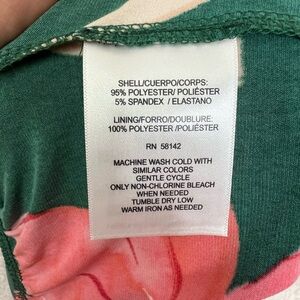 SHELL/CUERPO/CORPS:
95% POLYESTER/POLIÉSTER
5% SPANDEX / ELASTANO
LINING/FORRO/DOUBLURE:
100% POLYESTER /POLIÉSTER
RN 58142
MACHINE WASH COLD WITH
SIMILAR COLORS
GENTLE CYCLE
ONLY NON-CHLORINE BLEACH
WHEN NEEDED
TUMBLE DRY LOW
WARM IRON AS NEEDED